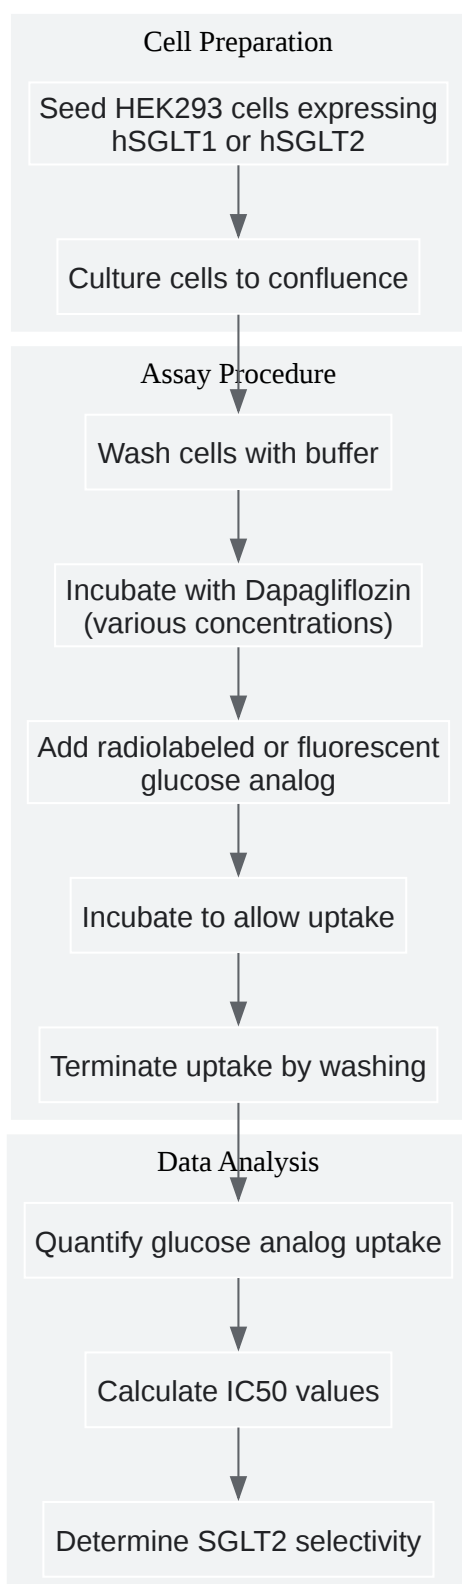 Cell Preparation
Seed HEK293 cells expressing
hSGLT1 or hSGLT2
Culture cells to confluence
Assay Procedure
Wash cells with buffer
Incubate with Dapagliflozin
(various concentrations)
Add radiolabeled or fluorescent
glucose analog
Incubate to allow uptake
Terminate uptake by washing
Data Analysis
Quantify glucose analog uptake
Calculate IC50 values
Determine SGLT2 selectivity